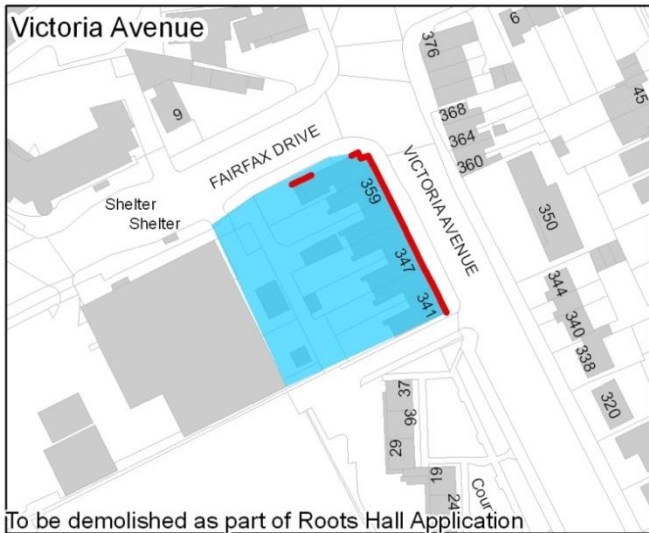 Victoria Avenue
6
376
45
9
368
364
360
FAIRFAX DRIVE
VICTORIA AVENUE
359
Shelter
Shelter
350
347
344
341
340
338
320
37
36
29
19
24
Cour
To be demolished as part of Roots Hall Application